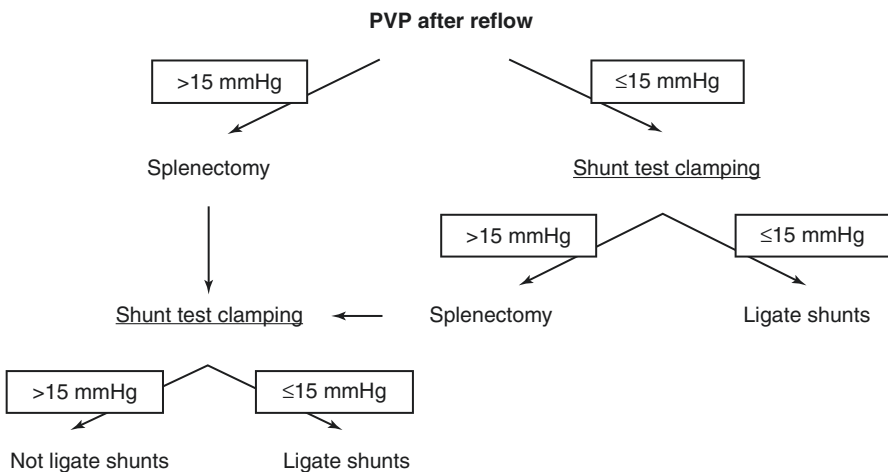 PVP after reflow
>15 mmHg
≤15 mmHg
Splenectomy
Shunt test clamping
>15 mmHg
≤15 mmHg
Shunt test clamping
Splenectomy
Ligate shunts
>15 mmHg
≤15 mmHg
Not ligate shunts
Ligate shunts